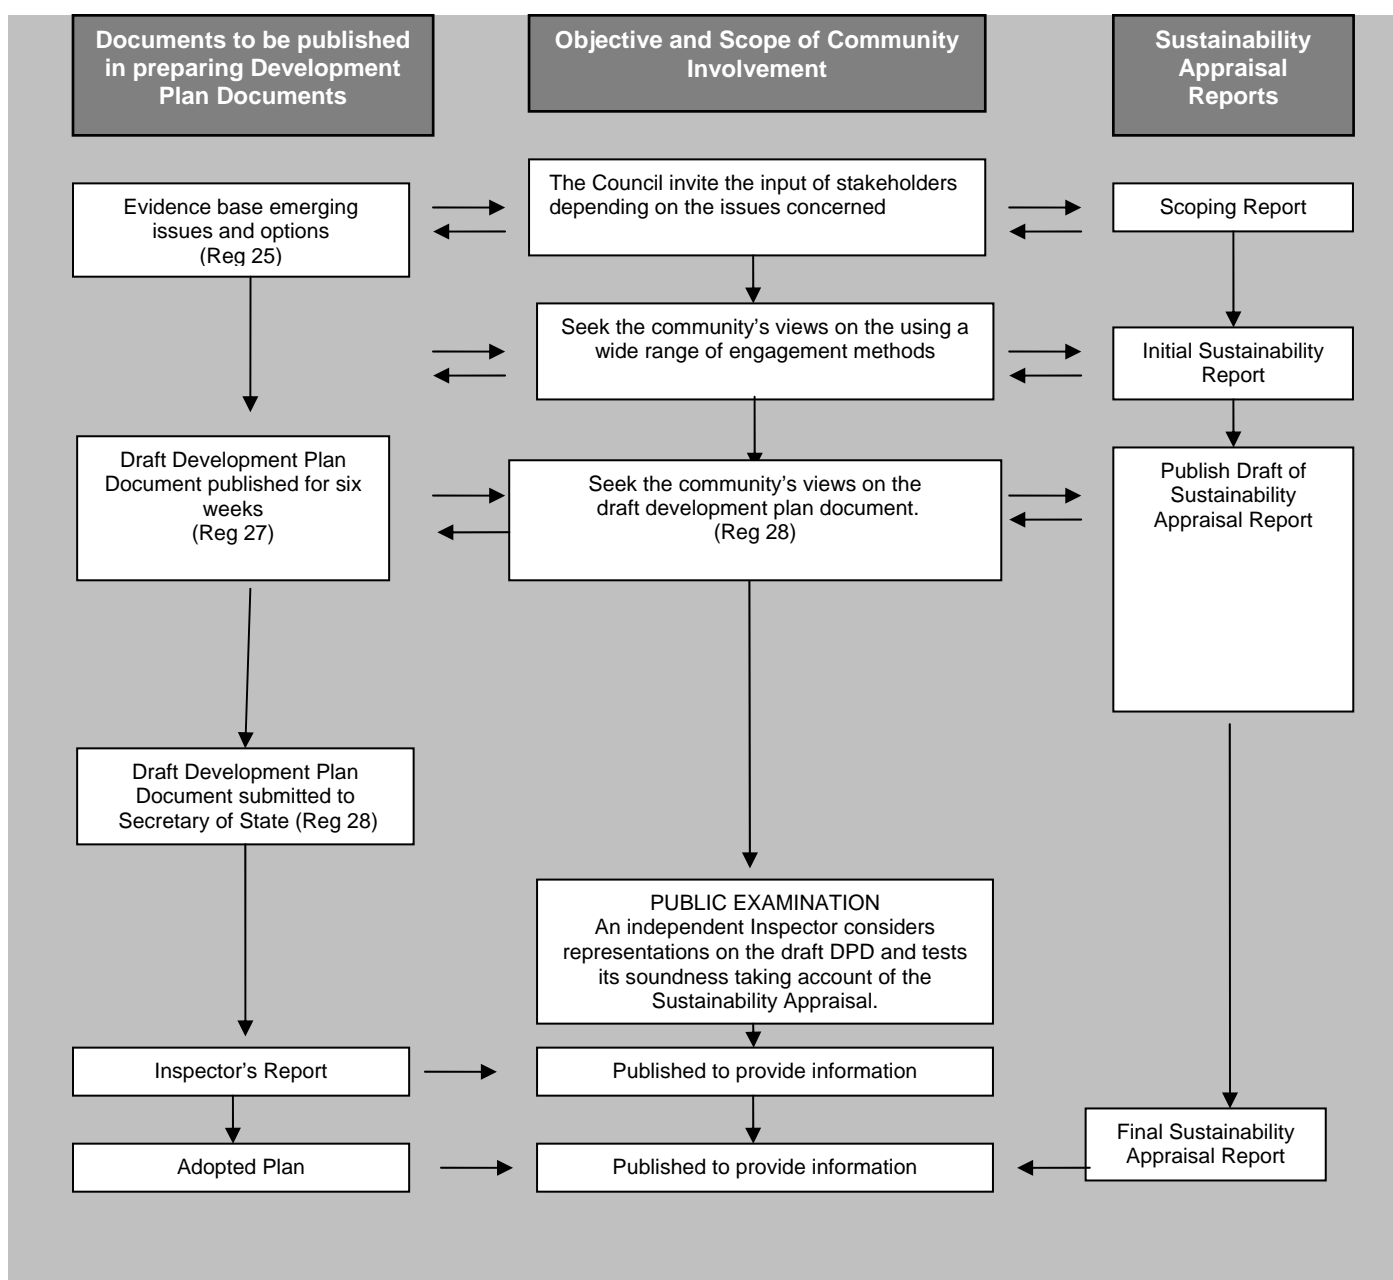 Documents to be published
in preparing Development
Plan Documents
Objective and Scope of Community
Involvement
Sustainability
Appraisal
Reports
Evidence base emerging
issues and options
(Reg 25)
The Council invite the input of stakeholders
depending on the issues concerned
Scoping Report
Seek the community’s views on the using a
wide range of engagement methods
Initial Sustainability
Report
Draft Development Plan
Document published for six
weeks
(Reg 27)
Seek the community’s views on the
draft development plan document.
(Reg 28)
Publish Draft of
Sustainability
Appraisal Report
Draft Development Plan
Document submitted to
Secretary of State (Reg 28)
PUBLIC EXAMINATION
An independent Inspector considers
representations on the draft DPD and tests
its soundness taking account of the
Sustainability Appraisal.
Inspector’s Report
Published to provide information
Adopted Plan
Published to provide information
Final Sustainability
Appraisal Report